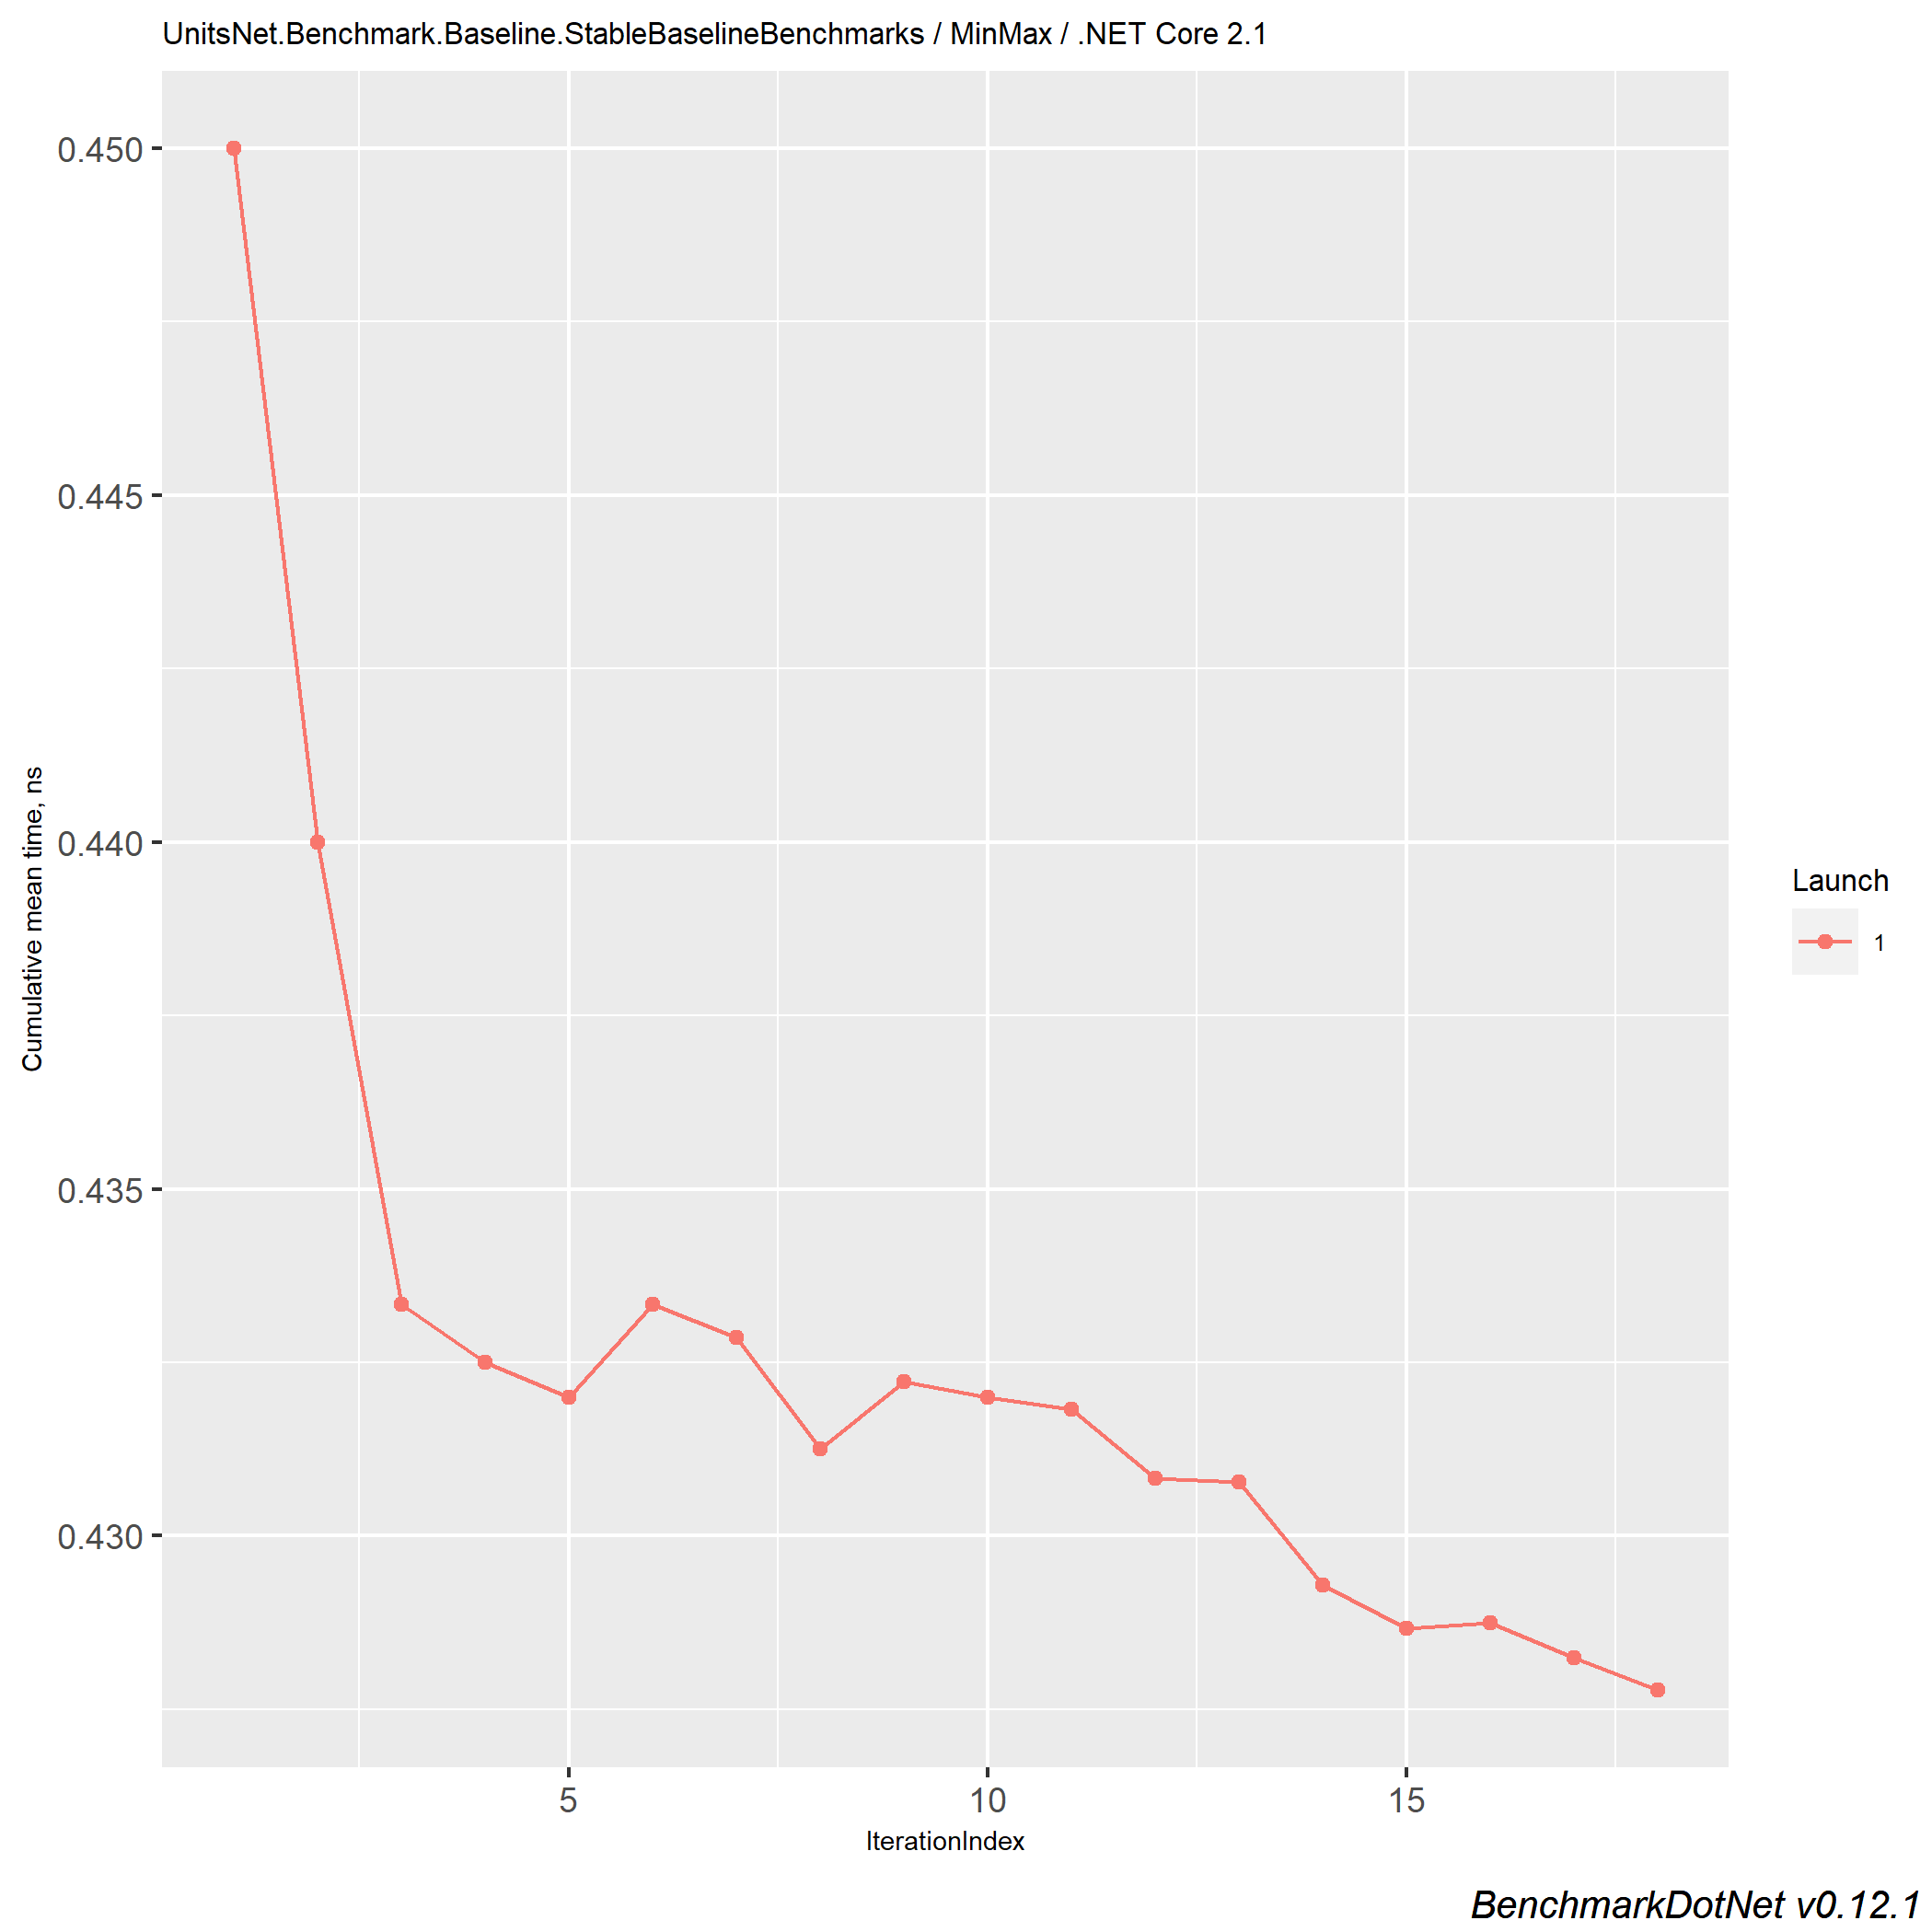 UnitsNet.Benchmark.Baseline.StableBaselineBenchmarks / MinMax / .NET Core 2.1
Cumulative mean time, ns
0.450
0.445
0.440
0.435
0.430
5 10 15
IterationIndex
Launch
1
BenchmarkDotNet v0.12.1